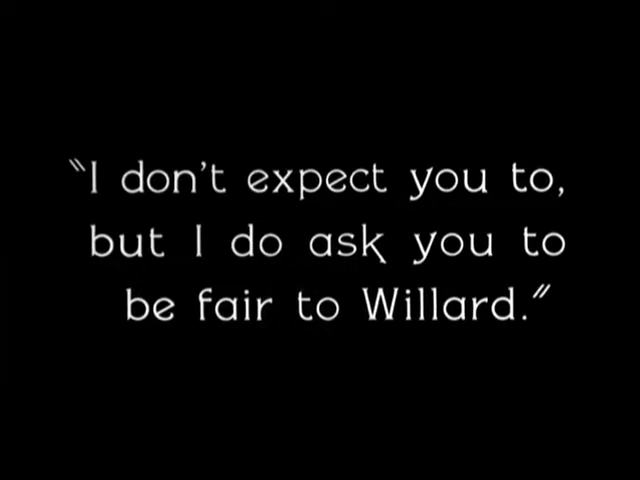 "I don't expect you to,
but I do ask you to
be fair to Willard."